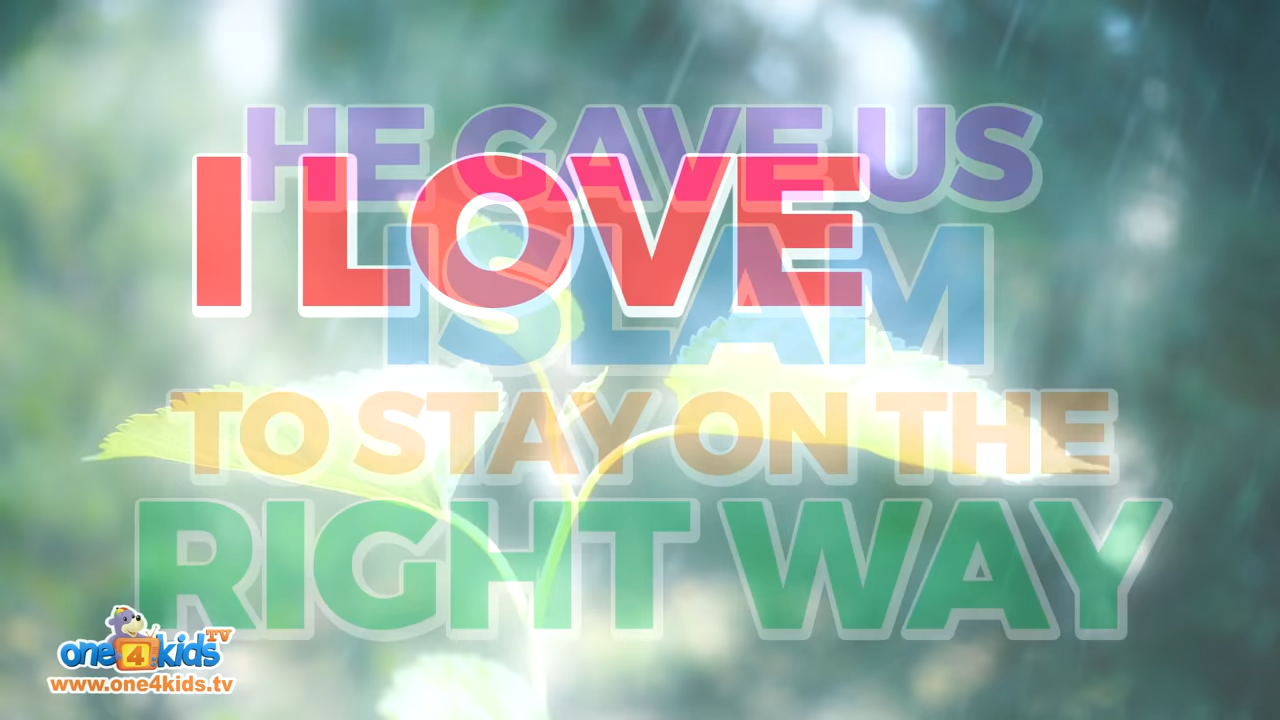 HE GAVE US
I LOVE
ISLAM
TO STAY ON THE
RIGHT WAY
one4kids TV
www.one4kids.tv